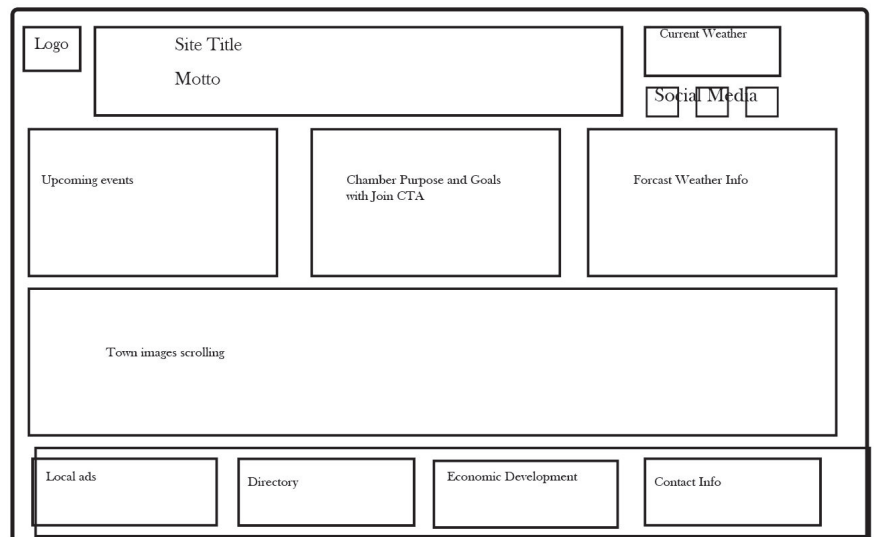 Logo
Site Title
Motto
Current Weather
Social Media
Upcoming events
Chamber Purpose and Goals
with Join CTA
Forcast Weather Info
Town images scrolling
Local ads
Directory
Economic Development
Contact Info